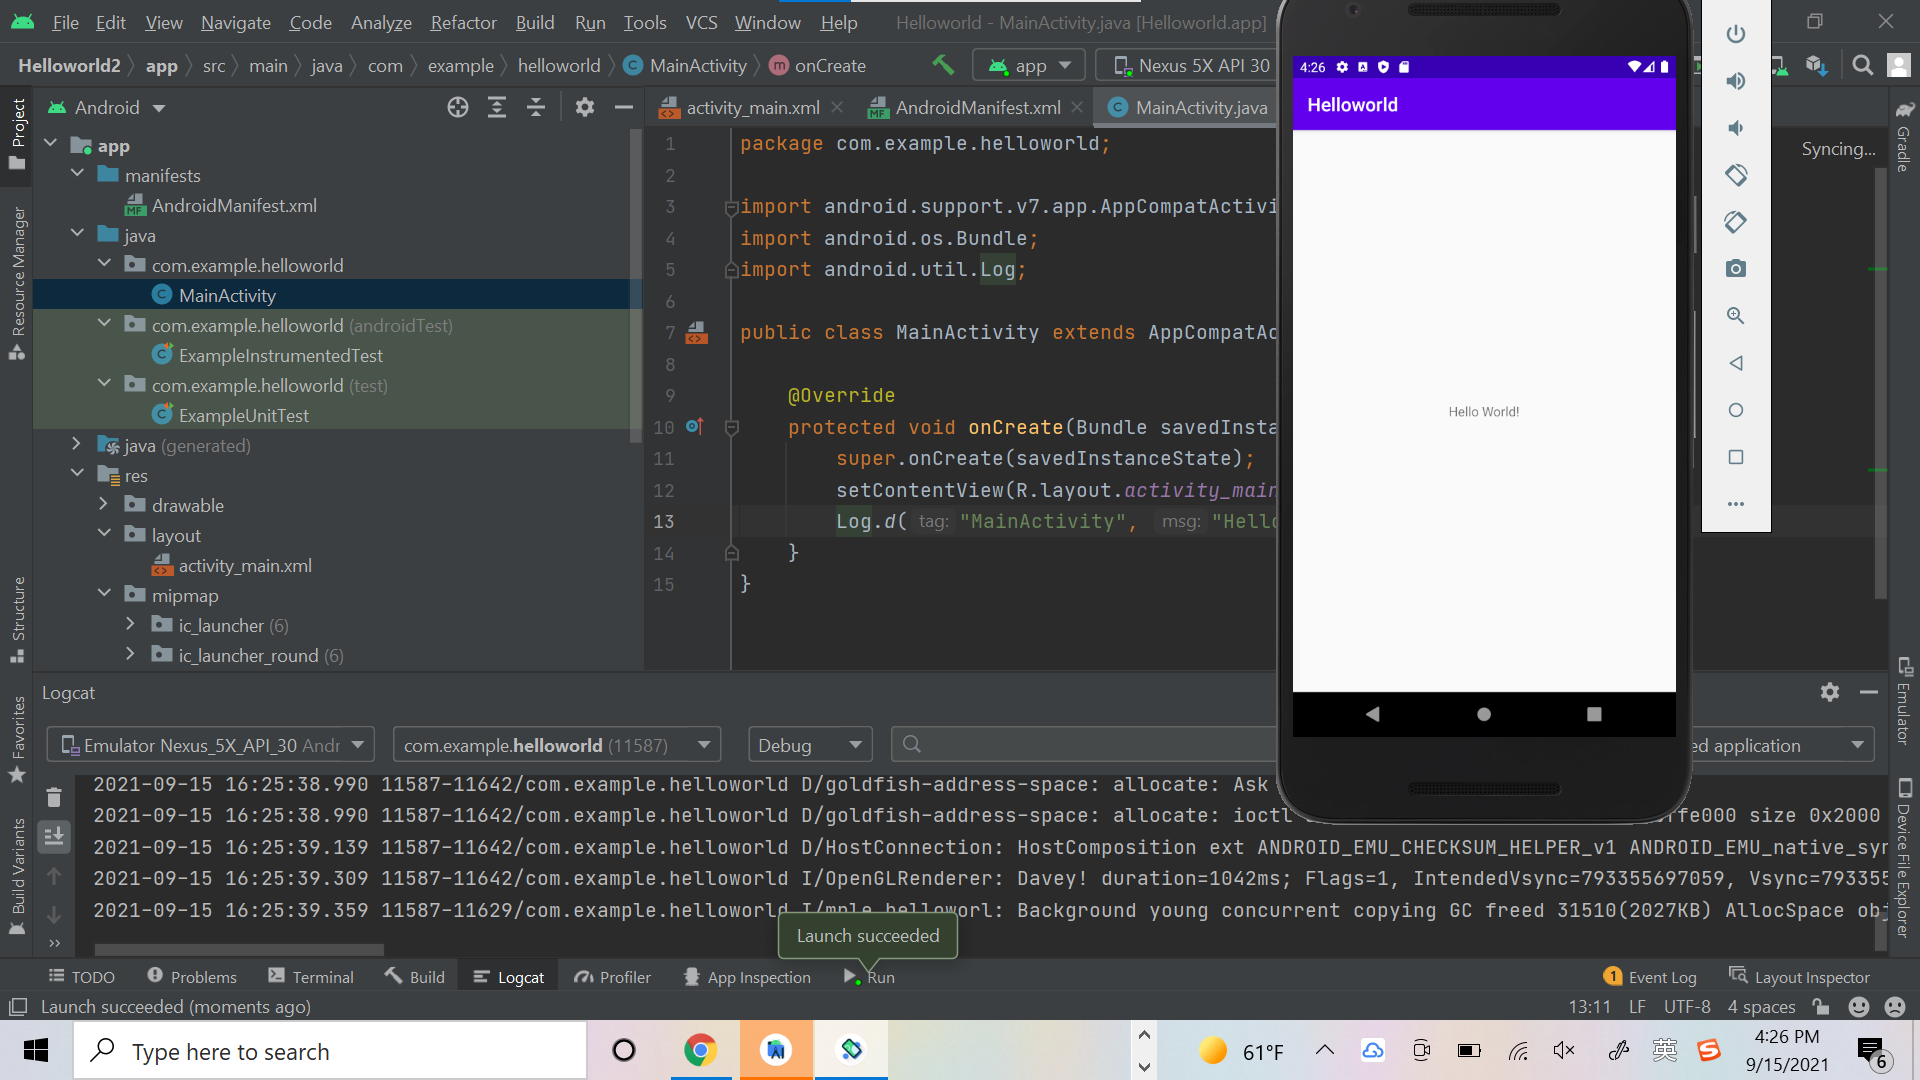 File Edit View Navigate Code Analyze Refactor Build Run Tools VCS Window Help Helloworld - MainActivity.java [Helloworld.app]
Helloworld2 app src main java com example helloworld MainActivity onCreate app Nexus 5X API 30
Android
activity_main.xml AndroidManifest.xml MainActivity.java
Project
Resource Manager
Structure
Favorites
Build Variants
app
manifests
AndroidManifest.xml
java
com.example.helloworld
MainActivity
com.example.helloworld (androidTest)
ExampleInstrumentedTest
com.example.helloworld (test)
ExampleUnitTest
java (generated)
res
drawable
layout
activity_main.xml
mipmap
ic_launcher (6)
ic_launcher_round (6)
1 package com.example.helloworld;
2
3 import android.support.v7.app.AppCompatActivi
4 import android.os.Bundle;
5 import android.util.Log;
6
7 public class MainActivity extends AppCompatAc
8
9 @Override
10 protected void onCreate(Bundle savedInsta
11 super.onCreate(savedInstanceState);
12 setContentView(R.layout.activity_main
13 Log.d( tag: "MainActivity", msg: "Hello
14 }
15 }
4:26
Helloworld
Hello World!
Syncing...
Gradle
Emulator
Device File Explorer
Logcat
Emulator Nexus_5X_API_30 Andr com.example.helloworld (11587) Debug ed application
2021-09-15 16:25:38.990 11587-11642/com.example.helloworld D/goldfish-address-space: allocate: Ask
2021-09-15 16:25:38.990 11587-11642/com.example.helloworld D/goldfish-address-space: allocate: ioctl ffe000 size 0x2000
2021-09-15 16:25:39.139 11587-11642/com.example.helloworld D/HostConnection: HostComposition ext ANDROID_EMU_CHECKSUM_HELPER_v1 ANDROID_EMU_native_syn
2021-09-15 16:25:39.309 11587-11642/com.example.helloworld I/OpenGLRenderer: Davey! duration=1042ms; Flags=1, IntendedVsync=793355697059, Vsync=793355
2021-09-15 16:25:39.359 11587-11629/com.example.helloworld I/mple.helloworl: Background young concurrent copying GC freed 31510(2027KB) AllocSpace obj
Launch succeeded
TODO Problems Terminal Build Logcat Profiler App Inspection Run 1 Event Log Layout Inspector
Launch succeeded (moments ago) 13:11 LF UTF-8 4 spaces
Type here to search
61°F
英
4:26 PM
9/15/2021
6